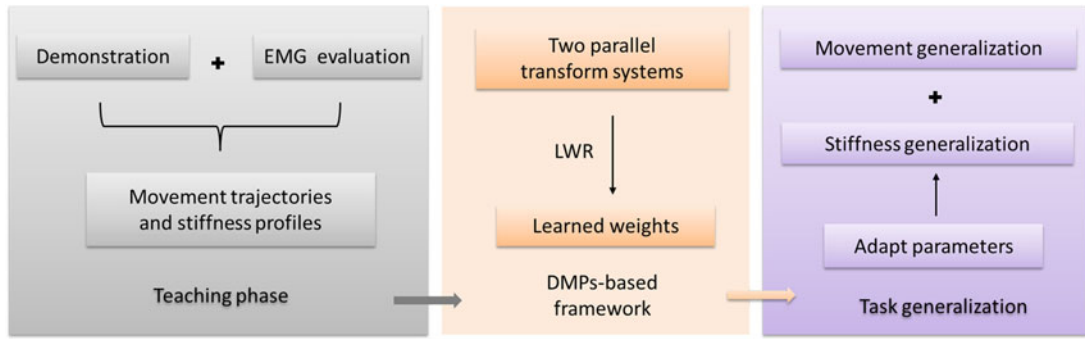 Demonstration + EMG evaluation
Movement trajectories
and stiffness profiles
Teaching phase
Two parallel
transform systems
LWR
Learned weights
DMPs-based
framework
Movement generalization
+
Stiffness generalization
Adapt parameters
Task generalization